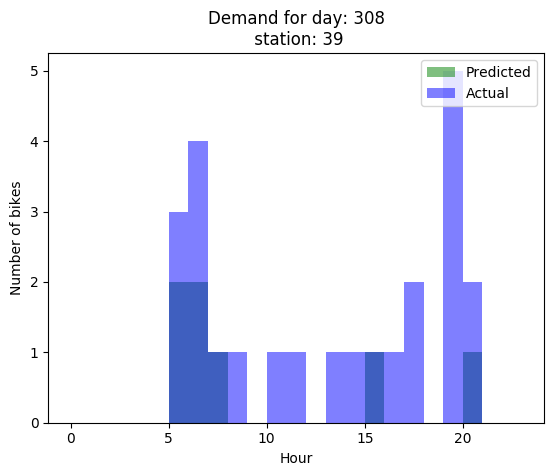 Demand for day: 308
station: 39
Predicted
Actual
5
4
3
2
1
0
Number of bikes
0 5 10 15 20
Hour